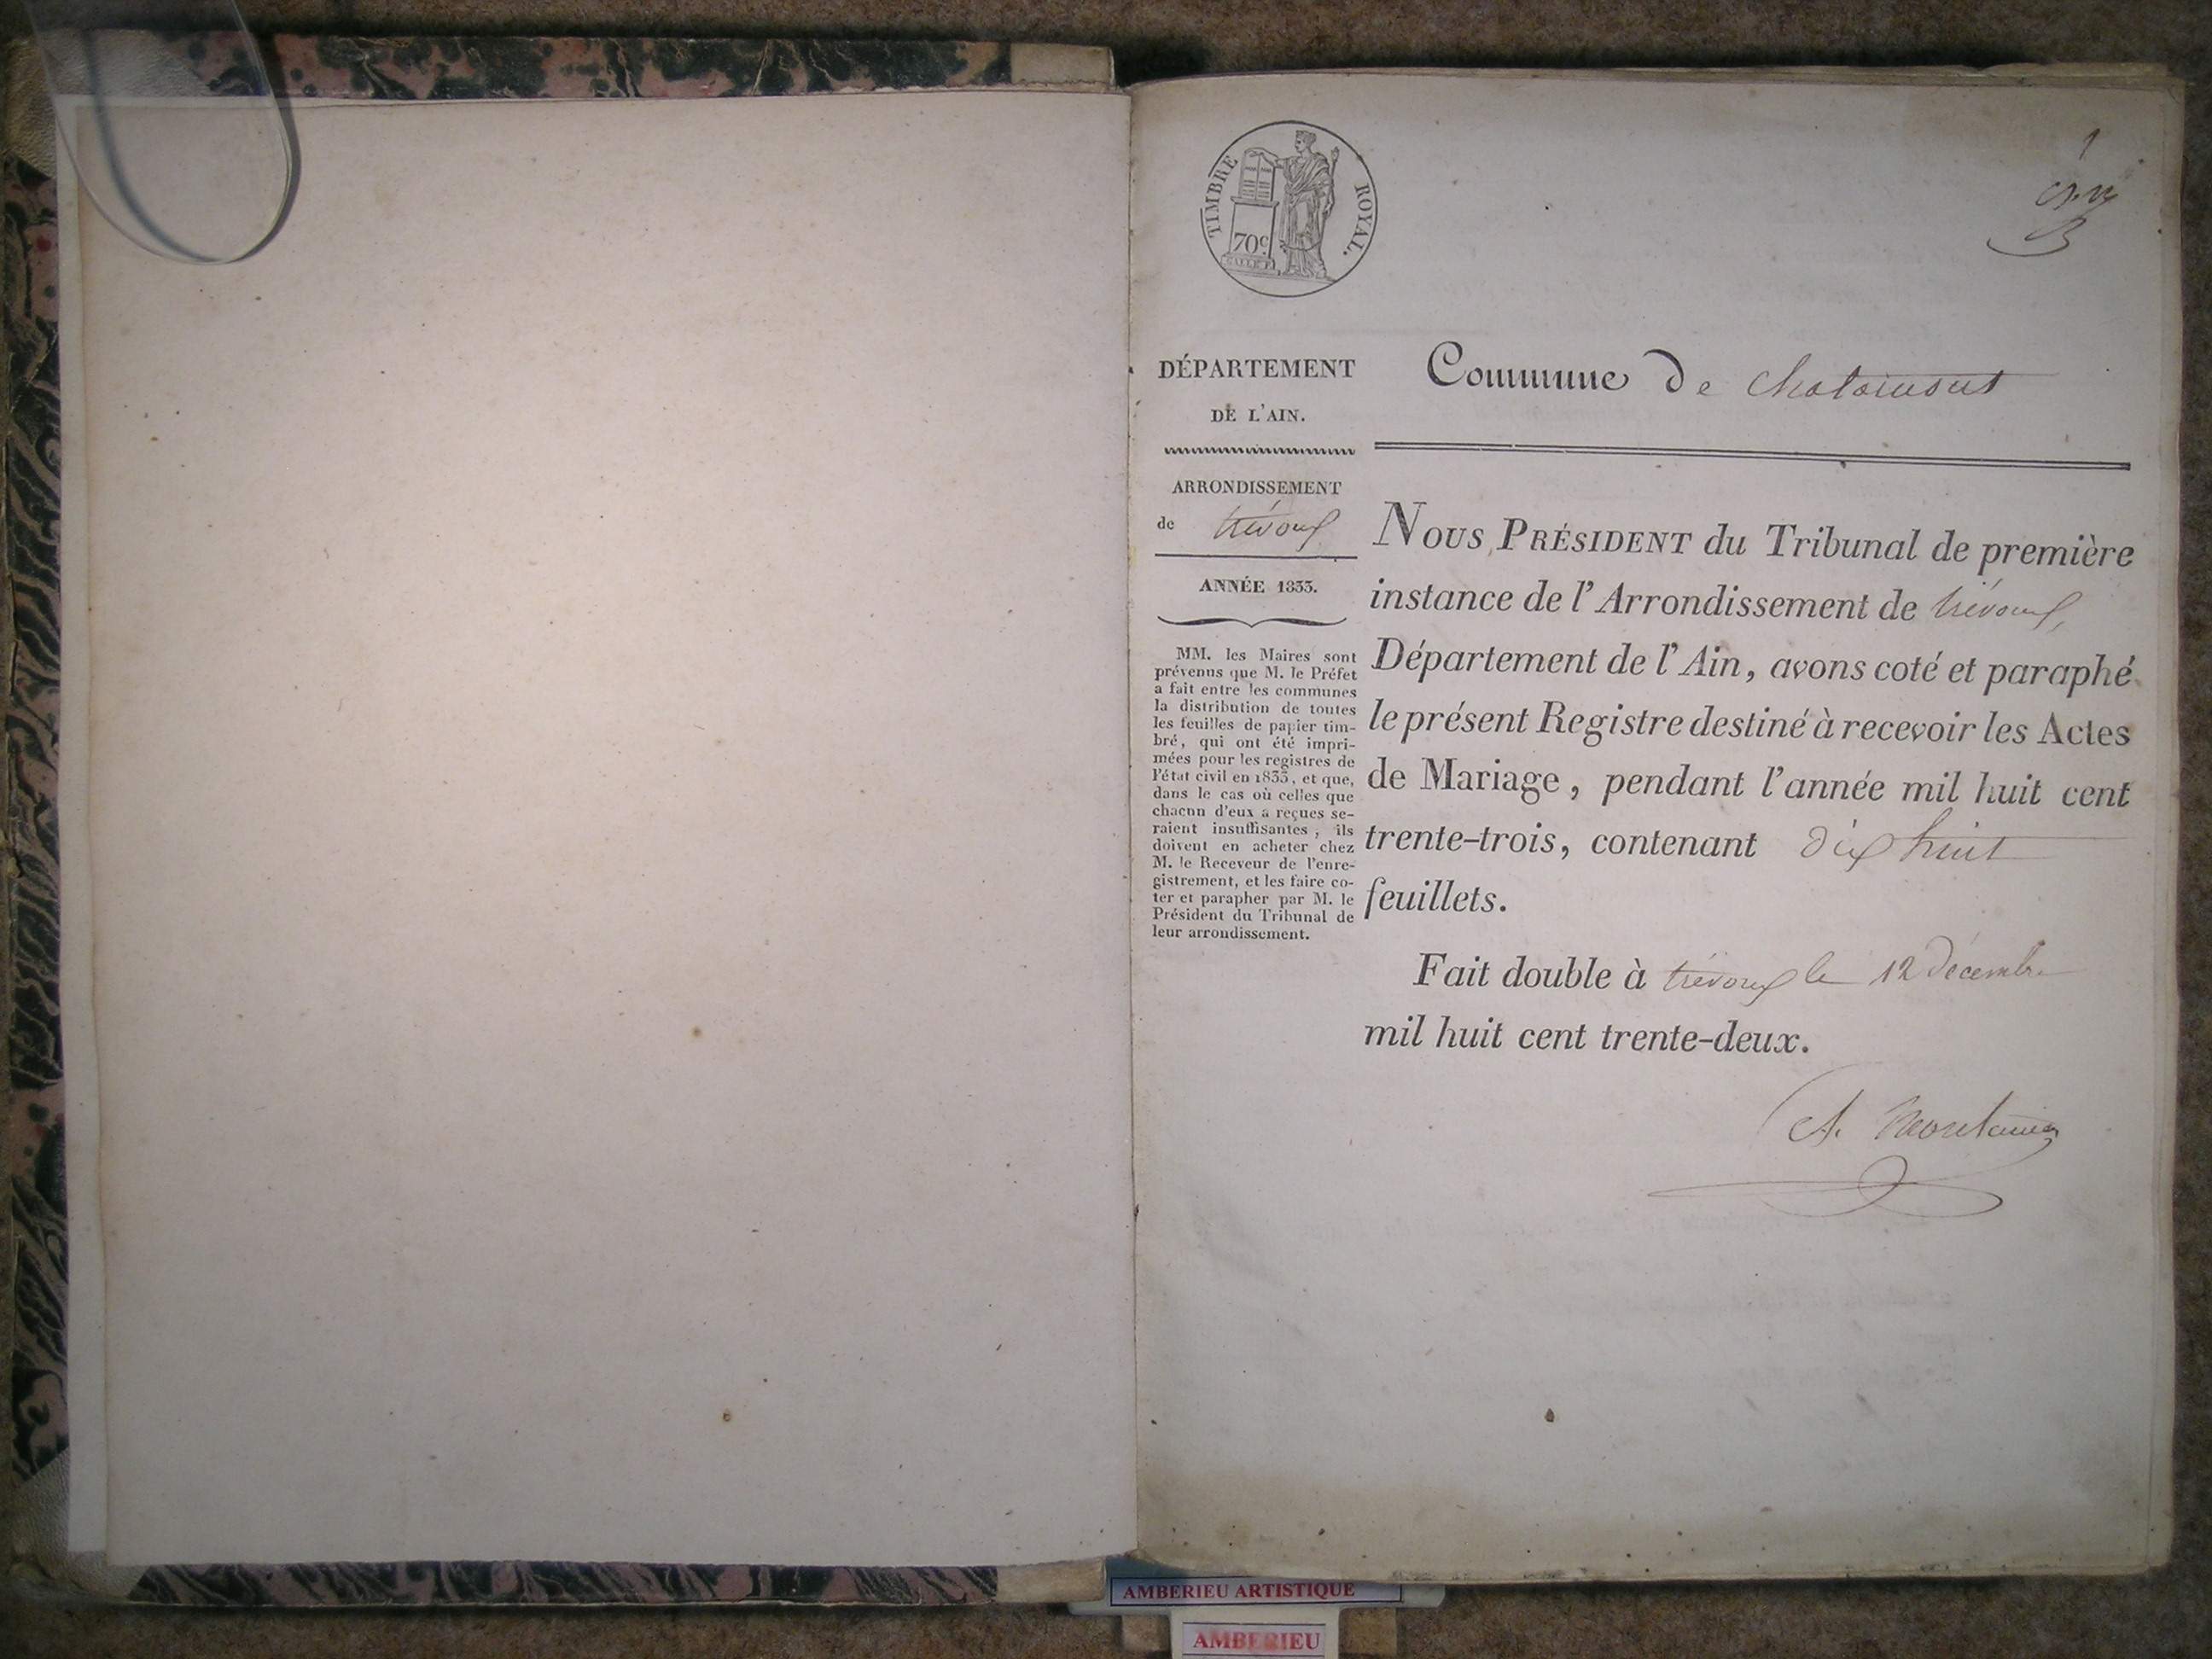 1
TIMBRE ROYAL.
70c
DÉPARTEMENT
DE L'AIN.
ARRONDISSEMENT
de trévoux
ANNÉE 1833.
MM. les Maires sont
prévenus que M. le Préfet
a fait entre les communes
la distribution de toutes
les feuilles de papier tim-
bré, qui ont été impri-
mées pour les registres de
l'état civil en 1833, et que,
dans le cas où celles que
chacun d'eux a reçues se-
raient insuffisantes, ils
doivent en acheter chez
M. le Receveur de l'enre-
gistrement, et les faire co-
ter et parapher par M. le
Président du Tribunal de
leur arrondissement.
Commune de
NOUS PRÉSIDENT du Tribunal de première
instance de l'Arrondissement de trévoux,
Département de l'Ain, avons coté et paraphé
le présent Registre destiné à recevoir les Actes
de Mariage, pendant l'année mil huit cent
trente-trois, contenant dix huit
feuillets.
Fait double à trévoux le 12 décembre
mil huit cent trente-deux.
AMBERIEU ARTISTIQUE
AMBERIEU